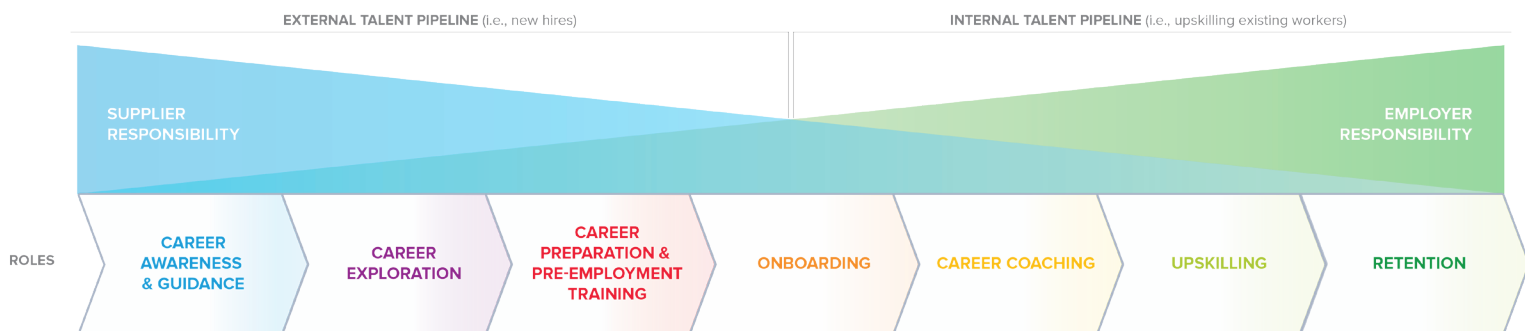 EXTERNAL TALENT PIPELINE (i.e., new hires)
INTERNAL TALENT PIPELINE (i.e., upskilling existing workers)
SUPPLIER
RESPONSIBILITY
EMPLOYER
RESPONSIBILITY
ROLES
CAREER
AWARENESS
& GUIDANCE
CAREER
EXPLORATION
CAREER
PREPARATION &
PRE-EMPLOYMENT
TRAINING
ONBOARDING
CAREER COACHING
UPSKILLING
RETENTION